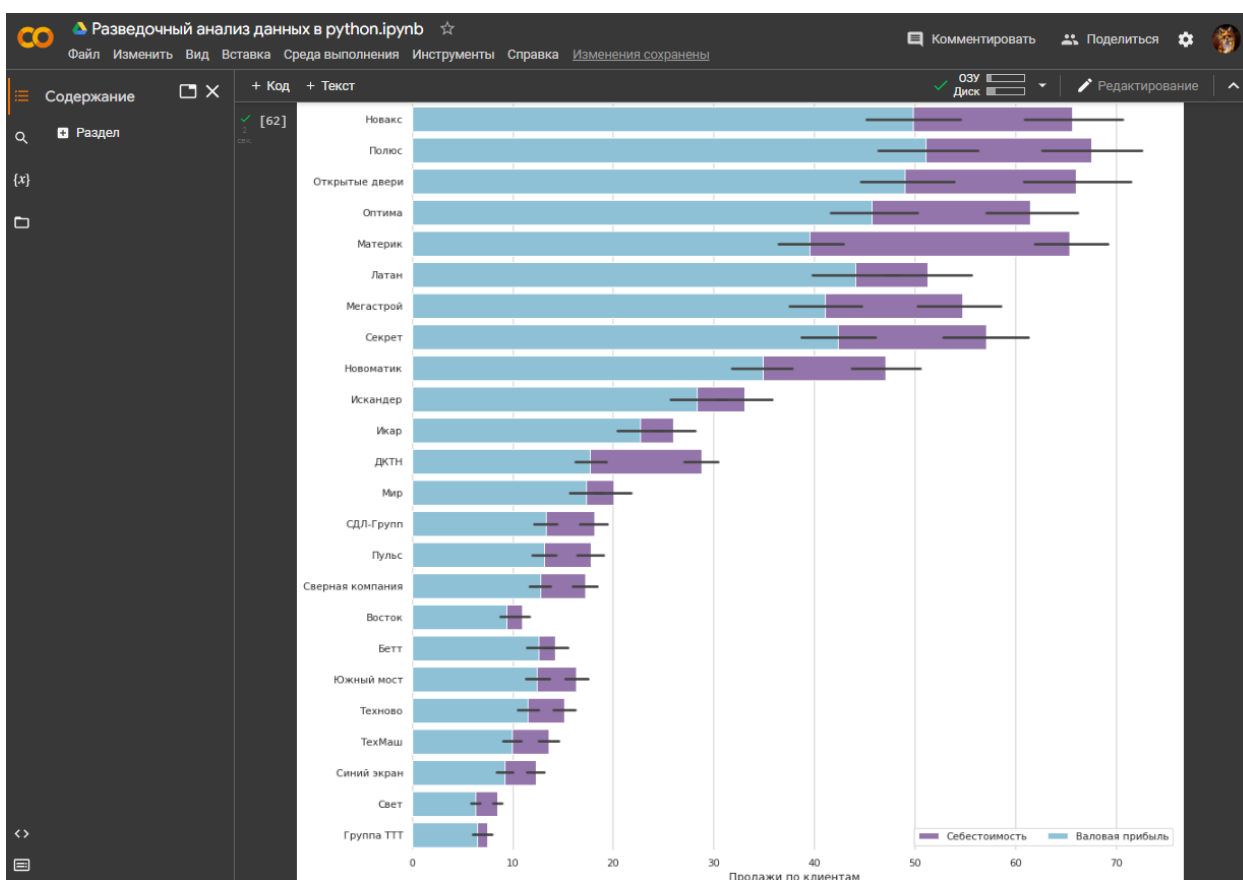 Разведочный анализ данных в python.ipynb
Файл Изменить Вид Вставка Среда выполнения Инструменты Справка Изменения сохранены
Комментировать Поделиться
Содержание
+ Код + Текст
ОЗУ
Диск
Редактирование
Раздел
{x}
[62]
2
сек.
Новакс
Полюс
Открытые двери
Оптима
Материк
Латан
Мегастрой
Секрет
Новоматик
Искандер
Икар
ДКТН
Мир
СДЛ-Групп
Пульс
Сверная компания
Восток
Бетт
Южный мост
Техново
ТехМаш
Синий экран
Свет
Группа ТТТ
Себестоимость Валовая прибыль
0 10 20 30 40 50 60 70
Продажи по клиентам